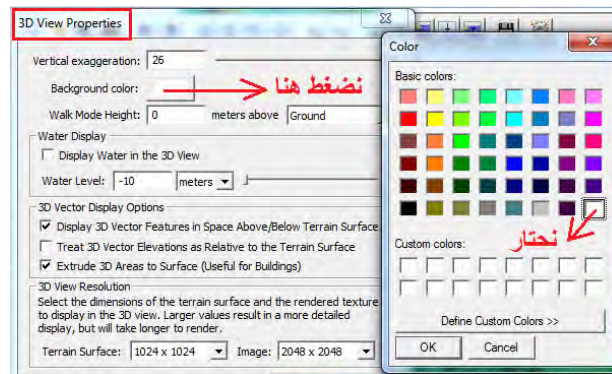 3D View Properties
Vertical exaggeration: 26
Background color:
نضغط هنا
Walk Mode Height: 0 meters above Ground
Water Display
Display Water in the 3D View
Water Level: -10 meters
3D Vector Display Options
Display 3D Vector Features in Space Above/Below Terrain Surface
Treat 3D Vector Elevations as Relative to the Terrain Surface
Extrude 3D Areas to Surface (Useful for Buildings)
3D View Resolution
Select the dimensions of the terrain surface and the rendered texture
to display in the 3D view. Larger values result in a more detailed
display, but will take longer to render.
Terrain Surface: 1024 x 1024 Image: 2048 x 2048
Color
Basic colors:
نختار
Custom colors:
Define Custom Colors >>
OK Cancel